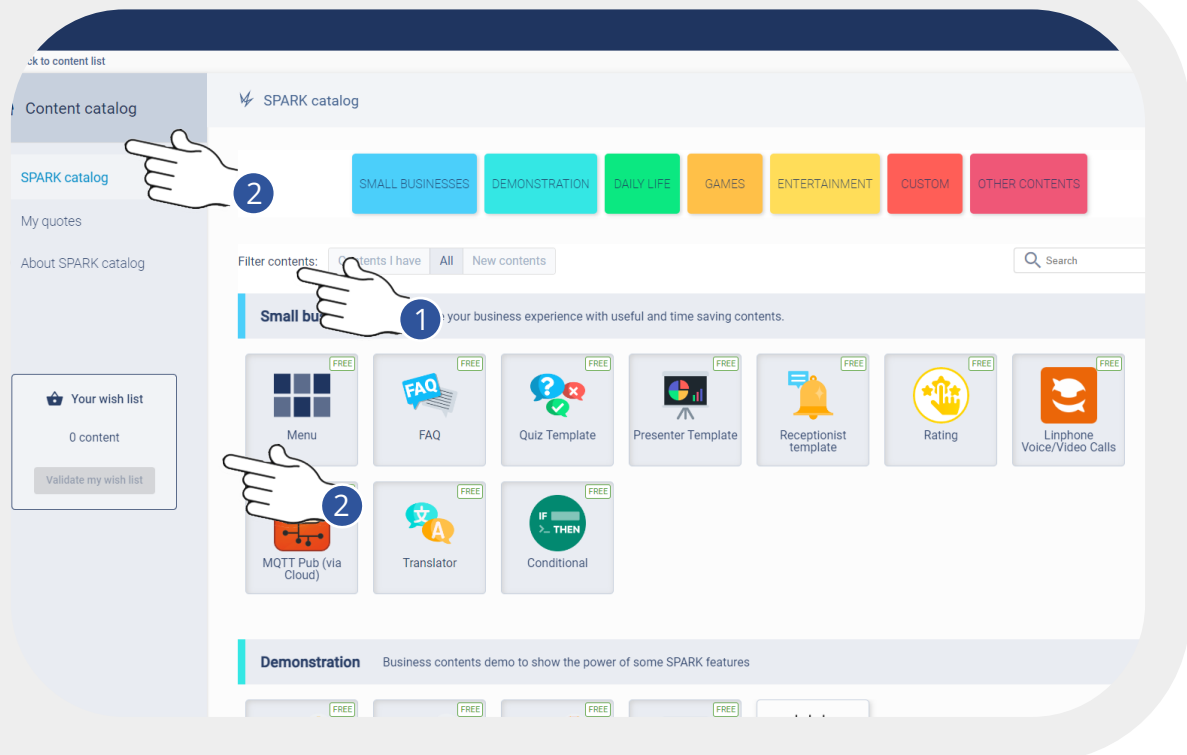 ck to content list
Content catalog
SPARK catalog
My quotes
About SPARK catalog
Your wish list
0 content
Validate my wish list
SPARK catalog
2
SMALL BUSINESSES
DEMONSTRATION
DAILY LIFE
GAMES
ENTERTAINMENT
CUSTOM
OTHER CONTENTS
Filter contents:
Contents I have
All
New contents
Search
1
Small bu
your business experience with useful and time saving contents.
FREE
Menu
FREE
FAQ
FAQ
FREE
Quiz Template
FREE
Presenter Template
FREE
Receptionist
template
FREE
Rating
FREE
Linphone
Voice/Video Calls
2
MQTT Pub (via
Cloud)
FREE
文
A
Translator
FREE
IF
>_ THEN
Conditional
Demonstration
Business contents demo to show the power of some SPARK features
FREE
FREE
FREE
FREE